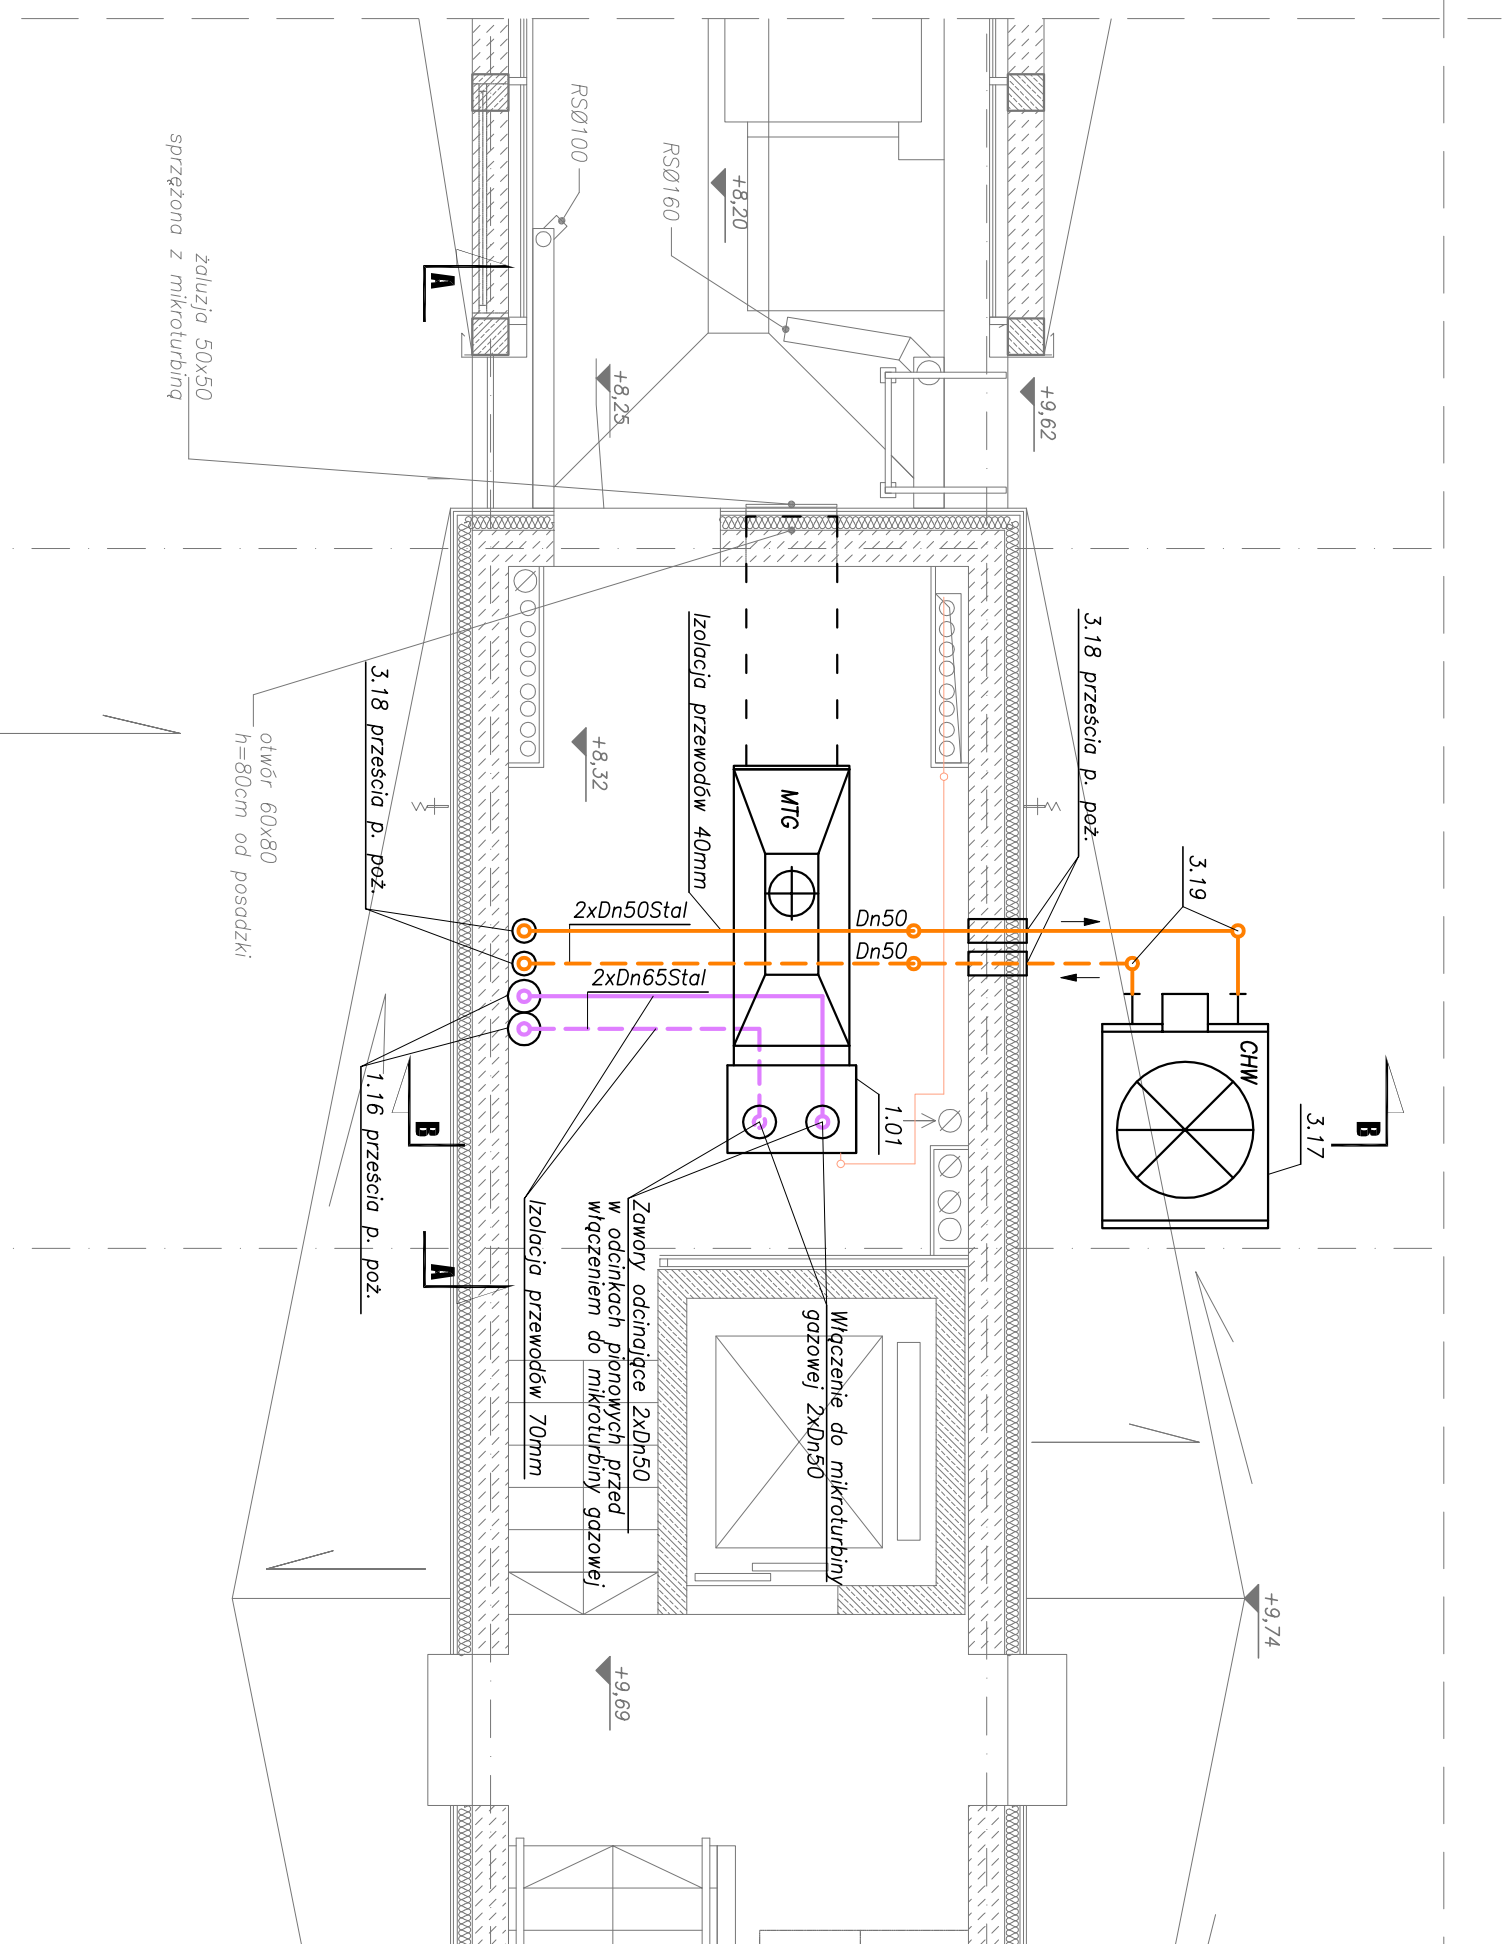 RSØ100
RSØ160
+8,20
sprzężona z mikroturbiną
żaluzja 50x50
A
+8,25
+9,62
Izolacja przewodów 40mm
3.18 prześcia p. poż.
3.18 prześcia p. poż.
otwór 60x80
h=80cm od posadzki
+8,32
MTG
3.19
2xDn50Stal
Dn50
Dn50
2xDn65Stal
CHW
3.17
1.01
B
B
1.16 prześcia p. poż.
A
Izolacja przewodów 70mm
Zawory odcinające 2xDn50
w odcinkach pionowych przed
włączeniem do mikroturbiny gazowej
Włączenie do mikroturbiny
gazowej 2xDn50
+9,74
+9,69